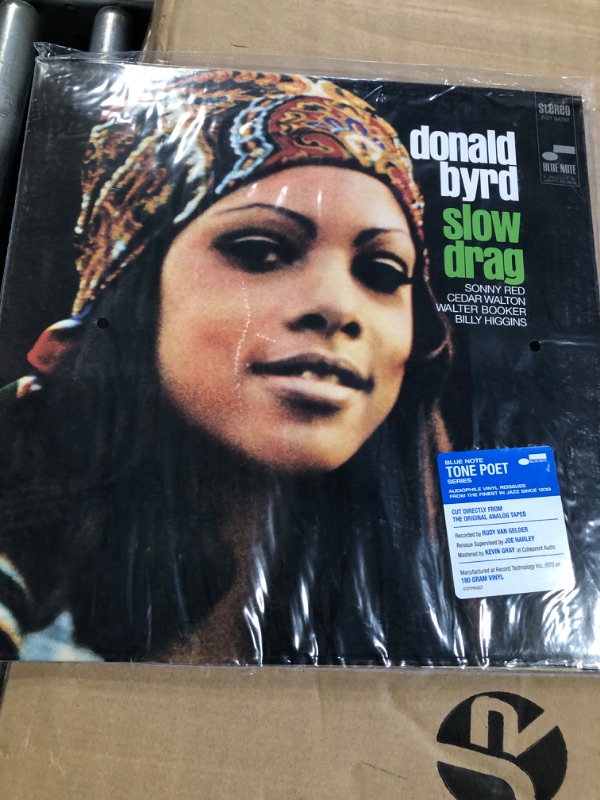 donald
byrd
slow
drag
SONNY RED
CEDAR WALTON
WALTER BOOKER
BILLY HIGGINS
STEREO
BLUE NOTE
BLUE NOTE
TONE POET
SERIES
AUDIOPHILE VINYL REISSUES
FROM THE FINEST IN JAZZ SINCE 1939
CUT DIRECTLY FROM
THE ORIGINAL ANALOG TAPES
Recorded by RUDY VAN GELDER
Reissue Supervised by JOE HARLEY
Mastered by KEVIN GRAY at Cohearent Audio
Manufactured at Record Technology Inc. (RTI) on
180 GRAM VINYL